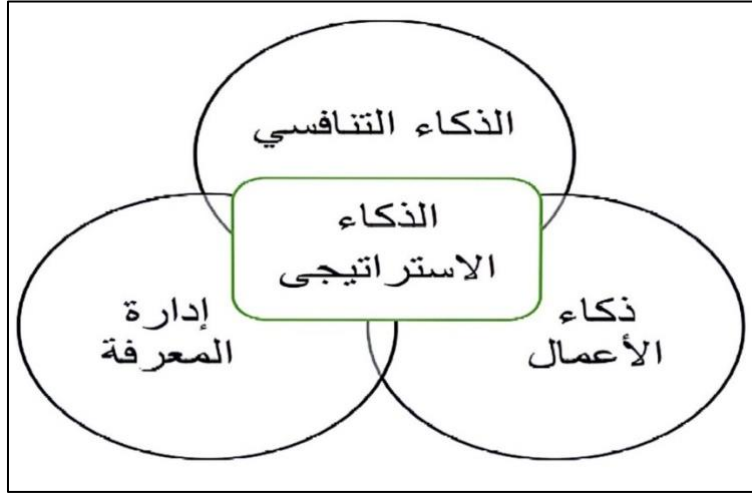 الذكاء التنافسي
الذكاء
الاستراتيجى
ذكاء
الأعمال
إدارة
المعرفة